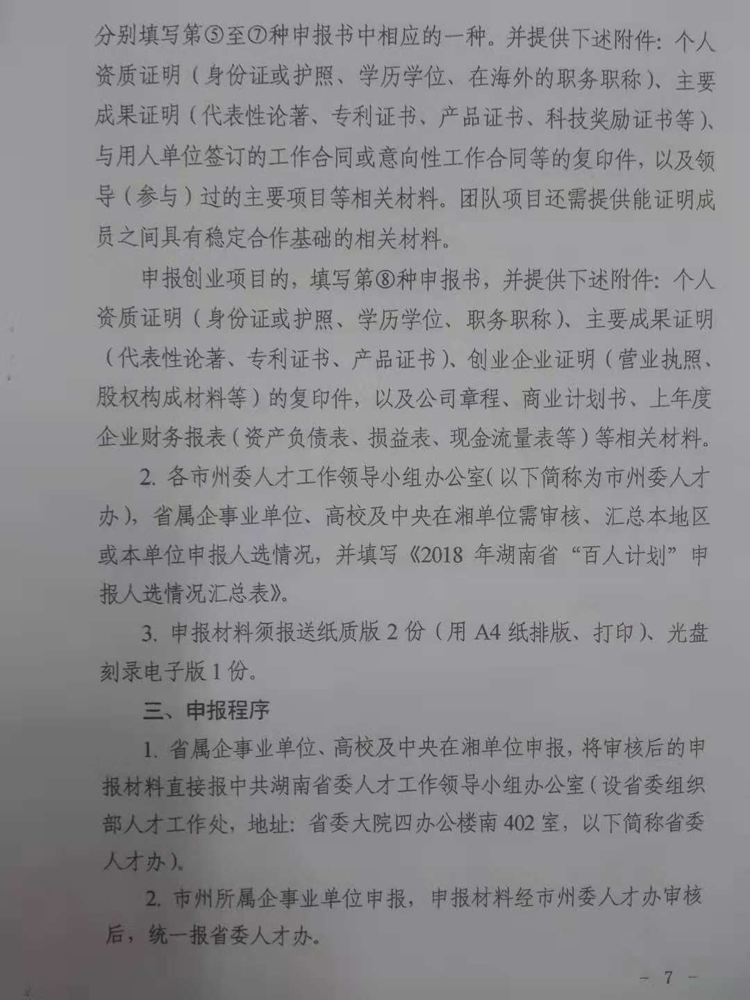 分别填写第⑤至⑦种申报书中相应的一种。并提供下述附件：个人
资质证明（身份证或护照、学历学位、在海外的职务职称）、主要
成果证明（代表性论著、专利证书、产品证书、科技奖励证书等）、
与用人单位签订的工作合同或意向性工作合同等的复印件，以及领
导（参与）过的主要项目等相关材料。团队项目还需提供能证明成
员之间具有稳定合作基础的相关材料。
申报创业项目的，填写第⑧种申报书，并提供下述附件：个人
资质证明（身份证或护照、学历学位、职务职称）、主要成果证明
（代表性论著、专利证书、产品证书）、创业企业证明（营业执照、
股权构成材料等）的复印件，以及公司章程、商业计划书、上年度
企业财务报表（资产负债表、损益表、现金流量表等）等相关材料。
2. 各市州委人才工作领导小组办公室（以下简称为市州委人才
办），省属企事业单位、高校及中央在湘单位需审核、汇总本地区
或本单位申报人选情况，并填写《2018 年湖南省“百人计划”申
报人选情况汇总表》。
3. 申报材料须报送纸质版 2 份（用 A4 纸排版、打印）、光盘
刻录电子版 1 份。
三、申报程序
1. 省属企事业单位、高校及中央在湘单位申报，将审核后的申
报材料直接报中共湖南省委人才工作领导小组办公室（设省委组织
部人才工作处，地址：省委大院四办公楼南 402 室，以下简称省委
人才办）。
2. 市州所属企事业单位申报，申报材料经市州委人才办审核
后，统一报省委人才办。
－ 7 －